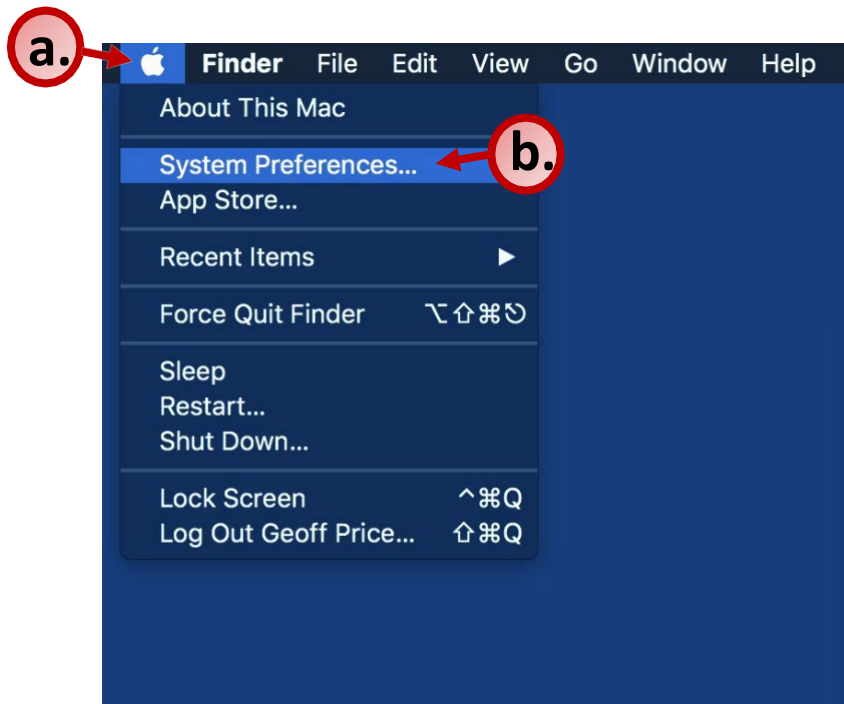 a.
Finder File Edit View Go Window Help
About This Mac
b.
System Preferences...
App Store...
Recent Items ▶
Force Quit Finder ⌥⇧⌘⎋
Sleep
Restart...
Shut Down...
Lock Screen ^⌘Q
Log Out Geoff Price... ⇧⌘Q